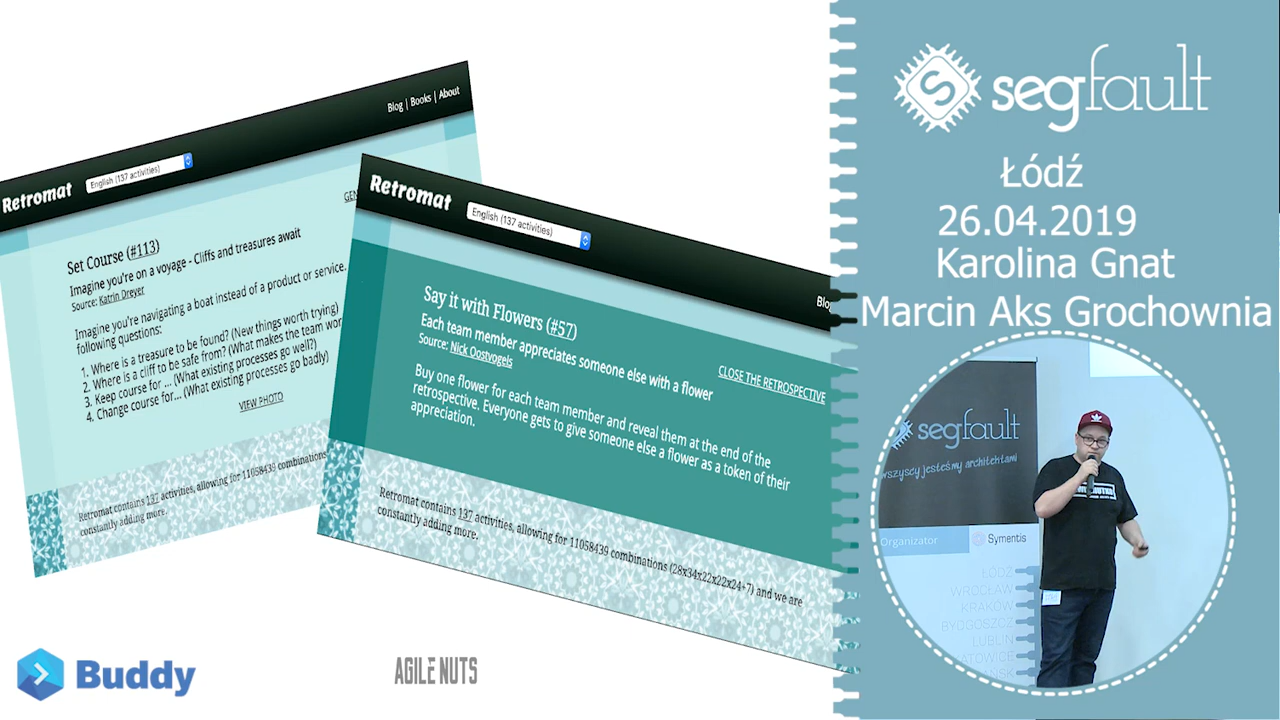 Blog | Books | About
Retromat
English (137 activities)
Set Course (#113)
Imagine you're on a voyage - Cliffs and treasures await
Source: Katrin Dreyer
Imagine you're navigating a boat instead of a product or service.
following questions:
1. Where is a treasure to be found? (New things worth trying)
2. Where is a cliff to be safe from? (What makes the team wor
3. Keep course for ... (What existing processes go well?)
4. Change course for... (What existing processes go badly)
VIEW PHOTO
Retromat contains 137 activities, allowing for 11058439 combinations
constantly adding more.
Retromat
English (137 activities)
Say it with Flowers (#57)
Each team member appreciates someone else with a flower
Source: Nick Oostvogels
CLOSE THE RETROSPECTIVE
Buy one flower for each team member and reveal them at the end of the
retrospective. Everyone gets to give someone else a flower as a token of their
appreciation.
Retromat contains 137 activities, allowing for 11058439 combinations (28x34x22x22x24+7) and we are
constantly adding more.
Buddy
AGILE NUTS
segfault
Łódź
26.04.2019
Karolina Gnat
Marcin Aks Grochownia
segfault
wszyscy jesteśmy architektami
Organizator
Symentis
ŁÓDŹ
WROCŁAW
KRAKÓW
BYDGOSZCZ
LUBLIN